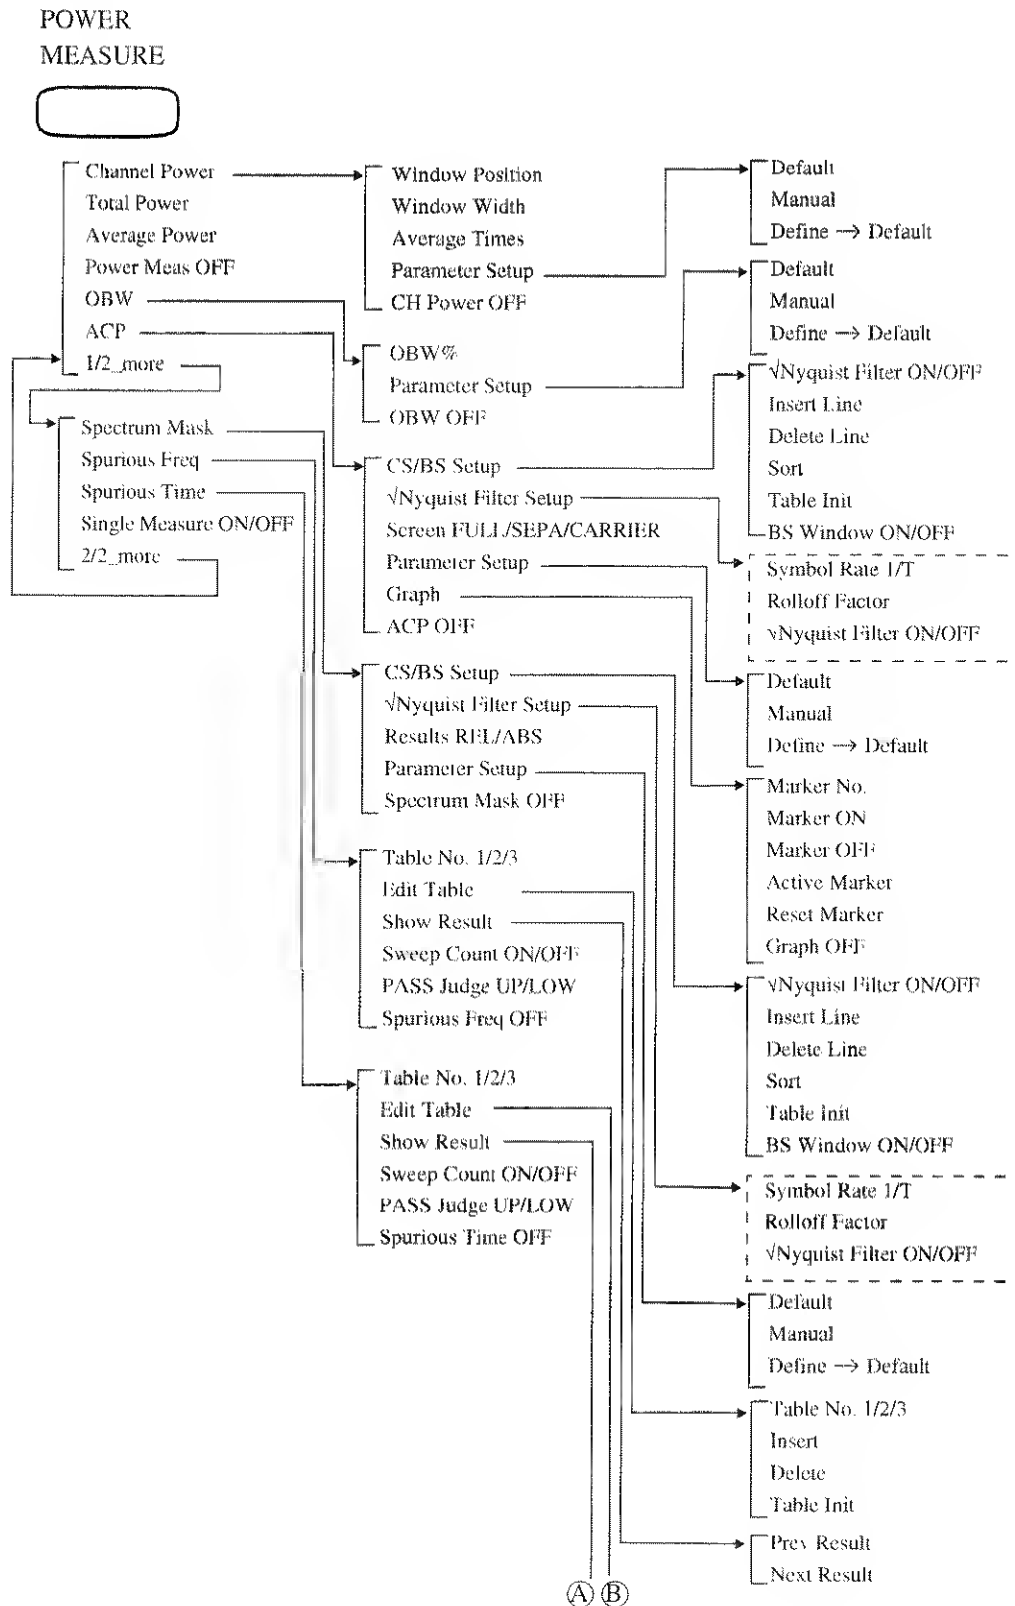 POWER
MEASURE
Channel Power
Total Power
Average Power
Power Meas OFF
OBW
ACP
1/2_more
Spectrum Mask
Spurious Freq
Spurious Time
Single Measure ON/OFF
2/2_more
Window Position
Window Width
Average Times
Parameter Setup
CH Power OFF
OBW%
Parameter Setup
OBW OFF
CS/BS Setup
√Nyquist Filter Setup
Screen FULL/SEPA/CARRIER
Parameter Setup
Graph
ACP OFF
CS/BS Setup
√Nyquist Filter Setup
Results REL/ABS
Parameter Setup
Spectrum Mask OFF
Table No. 1/2/3
Edit Table
Show Result
Sweep Count ON/OFF
PASS Judge UP/LOW
Spurious Freq OFF
Table No. 1/2/3
Edit Table
Show Result
Sweep Count ON/OFF
PASS Judge UP/LOW
Spurious Time OFF
Default
Manual
Define → Default
Default
Manual
Define → Default
√Nyquist Filter ON/OFF
Insert Line
Delete Line
Sort
Table Init
BS Window ON/OFF
Symbol Rate 1/T
Rolloff Factor
√Nyquist Filter ON/OFF
Default
Manual
Define → Default
Marker No.
Marker ON
Marker OFF
Active Marker
Reset Marker
Graph OFF
√Nyquist Filter ON/OFF
Insert Line
Delete Line
Sort
Table Init
BS Window ON/OFF
Symbol Rate 1/T
Rolloff Factor
√Nyquist Filter ON/OFF
Default
Manual
Define → Default
Table No. 1/2/3
Insert
Delete
Table Init
Prev Result
Next Result
Ⓐ Ⓑ